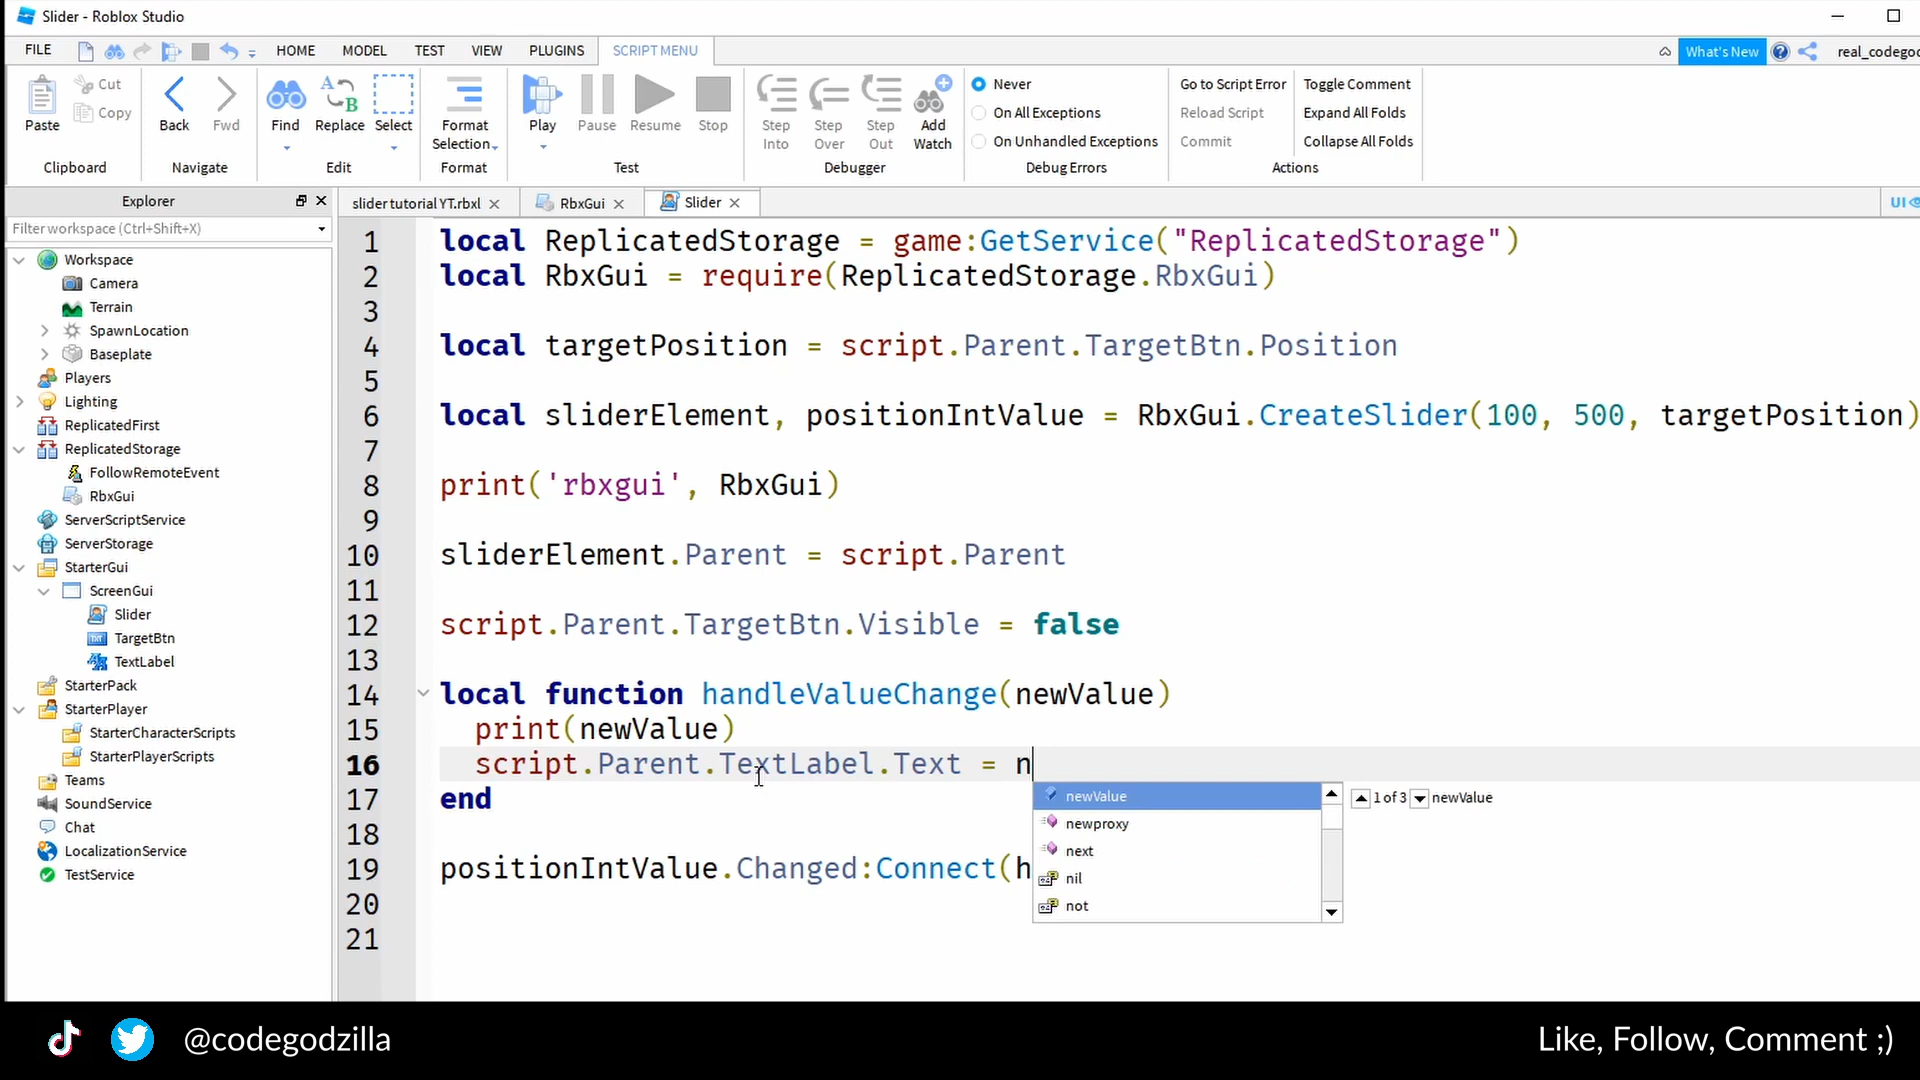 Slider - Roblox Studio
FILE
HOME
MODEL
TEST
VIEW
PLUGINS
SCRIPT MENU
What's New
Paste
Cut
Copy
Clipboard
Back
Fwd
Navigate
Find
Replace
Select
Edit
Format
Selection
Format
Play
Pause
Resume
Stop
Test
Step
Into
Step
Over
Step
Out
Add
Watch
Debugger
Never
On All Exceptions
On Unhandled Exceptions
Debug Errors
Go to Script Error
Reload Script
Commit
Toggle Comment
Expand All Folds
Collapse All Folds
Actions
Explorer
Filter workspace (Ctrl+Shift+X)
Workspace
Camera
Terrain
SpawnLocation
Baseplate
Players
Lighting
ReplicatedFirst
ReplicatedStorage
FollowRemoteEvent
RbxGui
ServerScriptService
ServerStorage
StarterGui
ScreenGui
Slider
TargetBtn
TextLabel
StarterPack
StarterPlayer
StarterCharacterScripts
StarterPlayerScripts
Teams
SoundService
Chat
LocalizationService
TestService
slider tutorial YT.rbxl
RbxGui
Slider
UI
1 local ReplicatedStorage = game:GetService("ReplicatedStorage")
2 local RbxGui = require(ReplicatedStorage.RbxGui)
3
4 local targetPosition = script.Parent.TargetBtn.Position
5
6 local sliderElement, positionIntValue = RbxGui.CreateSlider(100, 500, targetPosition)
7
8 print('rbxgui', RbxGui)
9
10 sliderElement.Parent = script.Parent
11
12 script.Parent.TargetBtn.Visible = false
13
14 local function handleValueChange(newValue)
15 print(newValue)
16 script.Parent.TextLabel.Text = n
17 end
18
19 positionIntValue.Changed:Connect(h
20
21
newValue
newproxy
next
nil
not
1 of 3 newValue
@codegodzilla
Like, Follow, Comment ;)